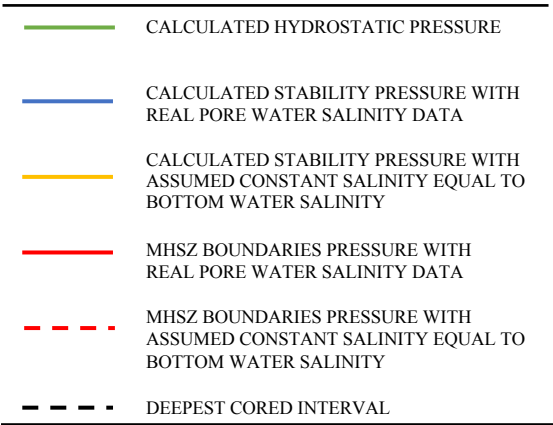 CALCULATED HYDROSTATIC PRESSURE
CALCULATED STABILITY PRESSURE WITH
REAL PORE WATER SALINITY DATA
CALCULATED STABILITY PRESSURE WITH
ASSUMED CONSTANT SALINITY EQUAL TO
BOTTOM WATER SALINITY
MHSZ BOUNDARIES PRESSURE WITH
REAL PORE WATER SALINITY DATA
MHSZ BOUNDARIES PRESSURE WITH
ASSUMED CONSTANT SALINITY EQUAL TO
BOTTOM WATER SALINITY
DEEPEST CORED INTERVAL